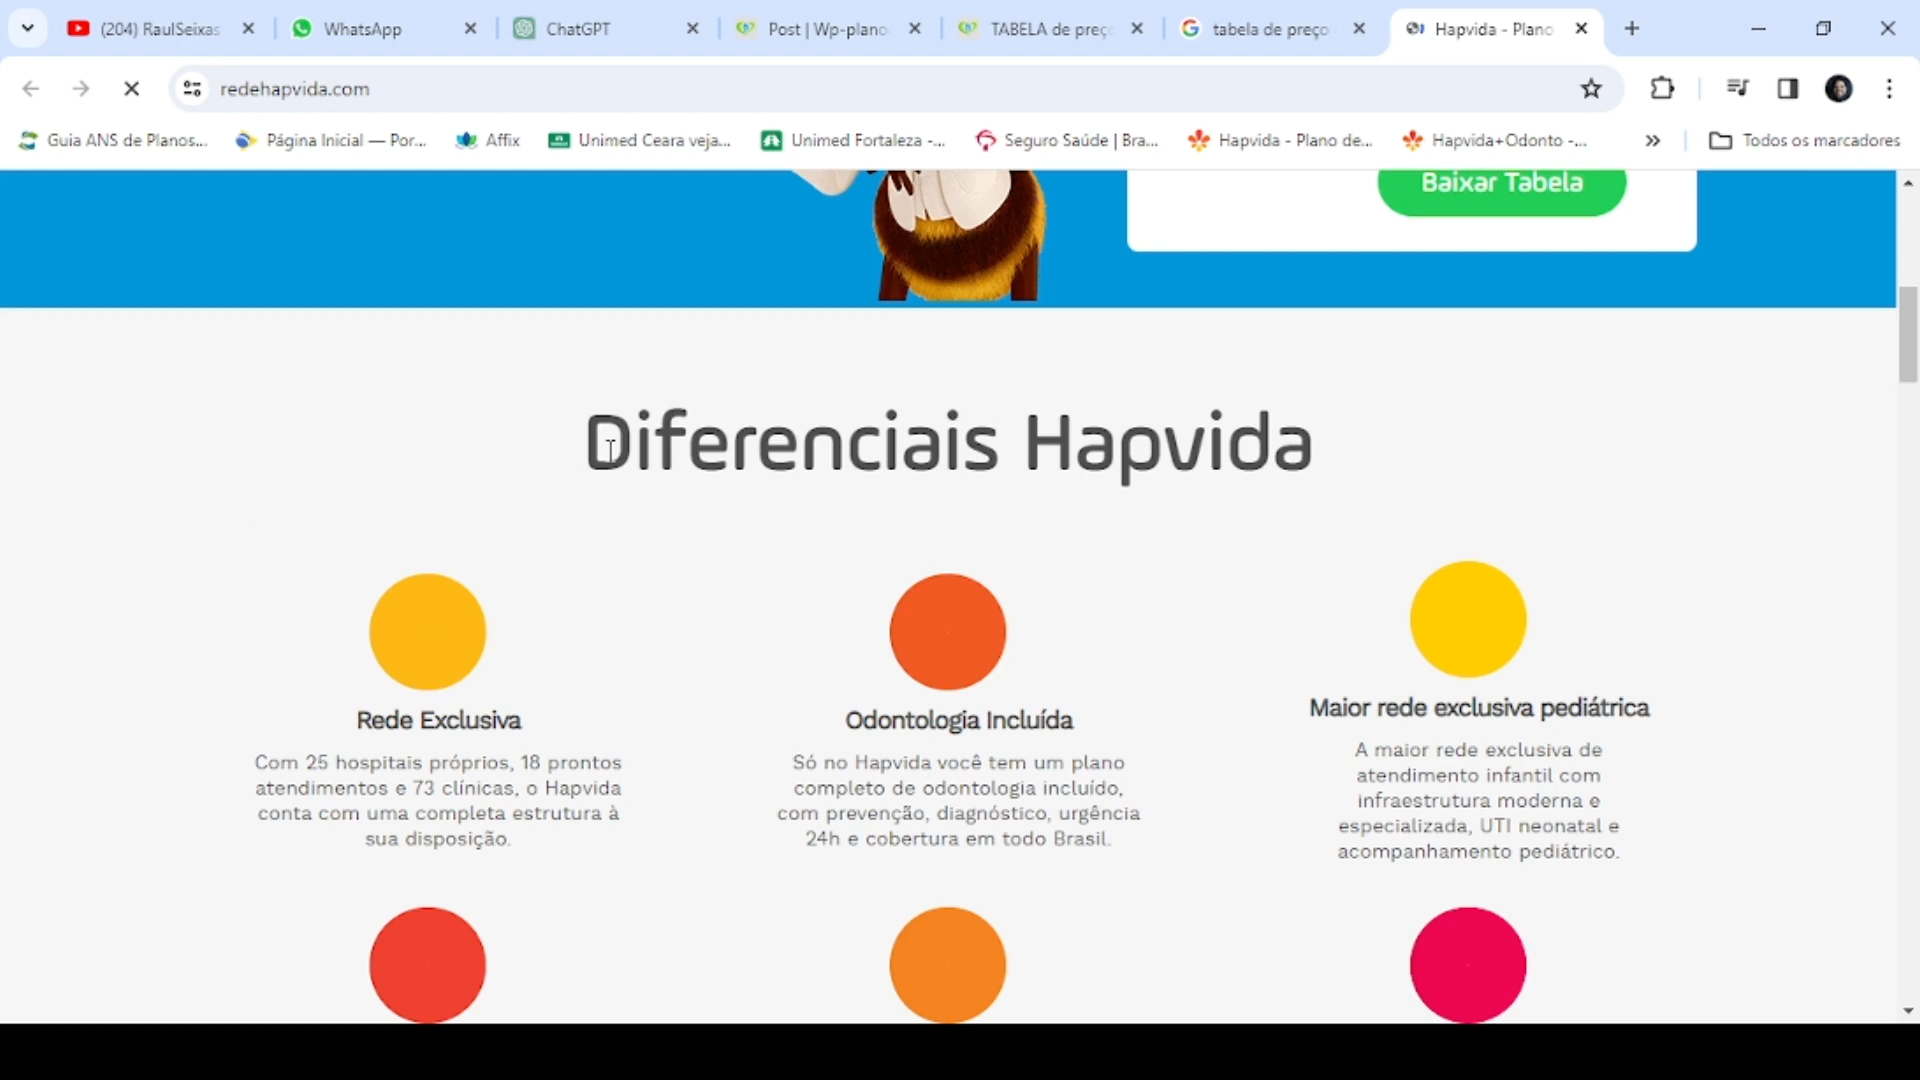 (204) RaulSeixas
WhatsApp
ChatGPT
Post | Wp-plano
TABELA de preç
tabela de preço
Hapvida - Plano
redehapvida.com
Guia ANS de Planos...
Página Inicial — Por...
Affix
Unimed Ceara veja...
Unimed Fortaleza -...
Seguro Saúde | Bra...
Hapvida - Plano de...
Hapvida+Odonto -...
Todos os marcadores
Baixar Tabela
Diferenciais Hapvida
Rede Exclusiva
Com 25 hospitais próprios, 18 prontos
atendimentos e 73 clínicas, o Hapvida
conta com uma completa estrutura à
sua disposição.
Odontologia Incluída
Só no Hapvida você tem um plano
completo de odontologia incluído,
com prevenção, diagnóstico, urgência
24h e cobertura em todo Brasil.
Maior rede exclusiva pediátrica
A maior rede exclusiva de
atendimento infantil com
infraestrutura moderna e
especializada, UTI neonatal e
acompanhamento pediátrico.